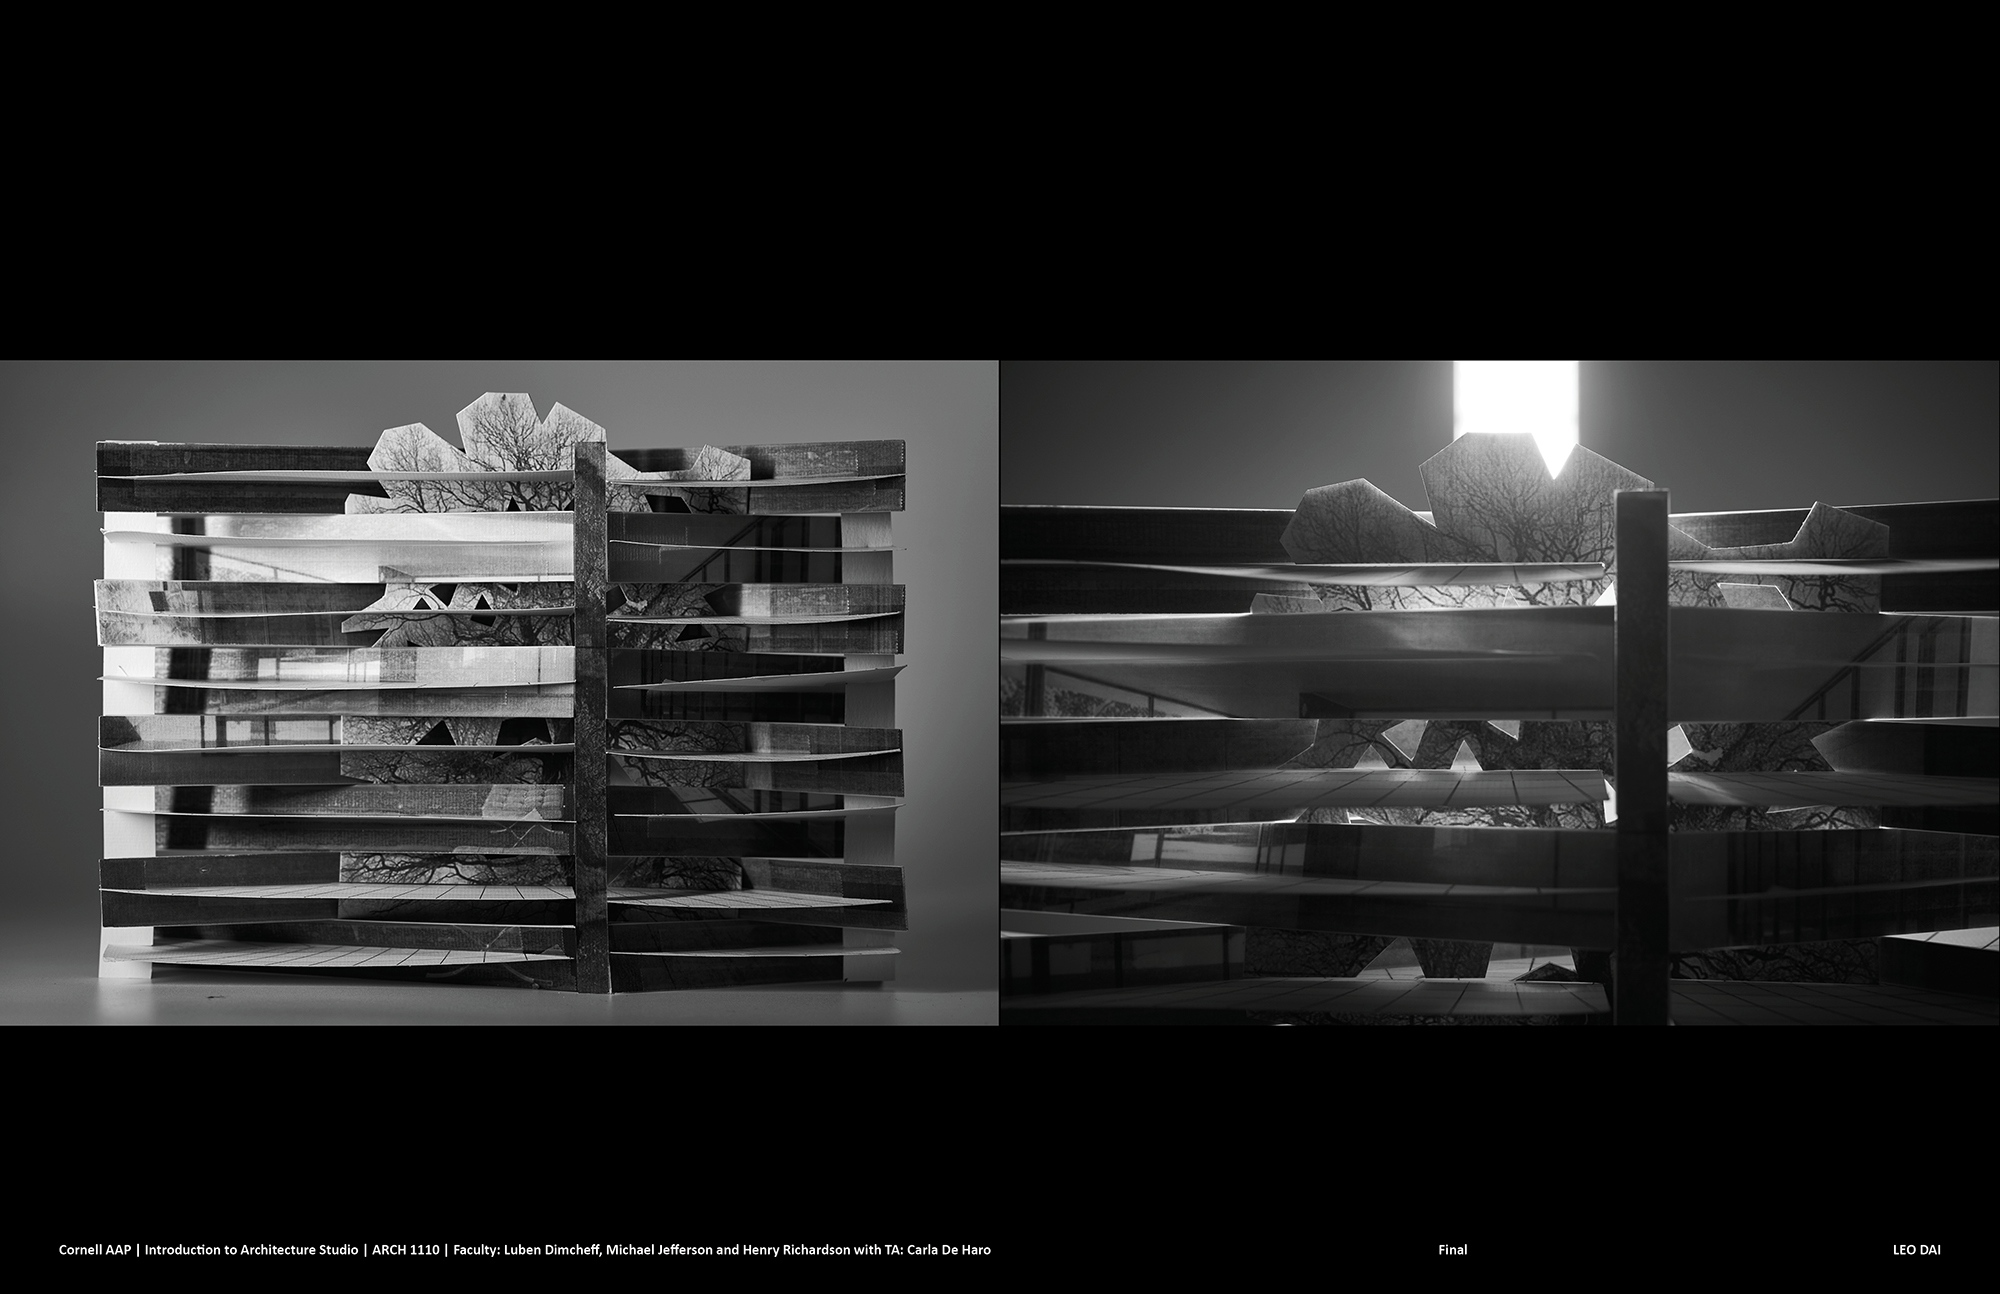 Cornell AAP | Introduction to Architecture Studio | ARCH 1110 | Faculty: Luben Dimcheff, Michael Jefferson and Henry Richardson with TA: Carla De Haro
Final
LEO DAI